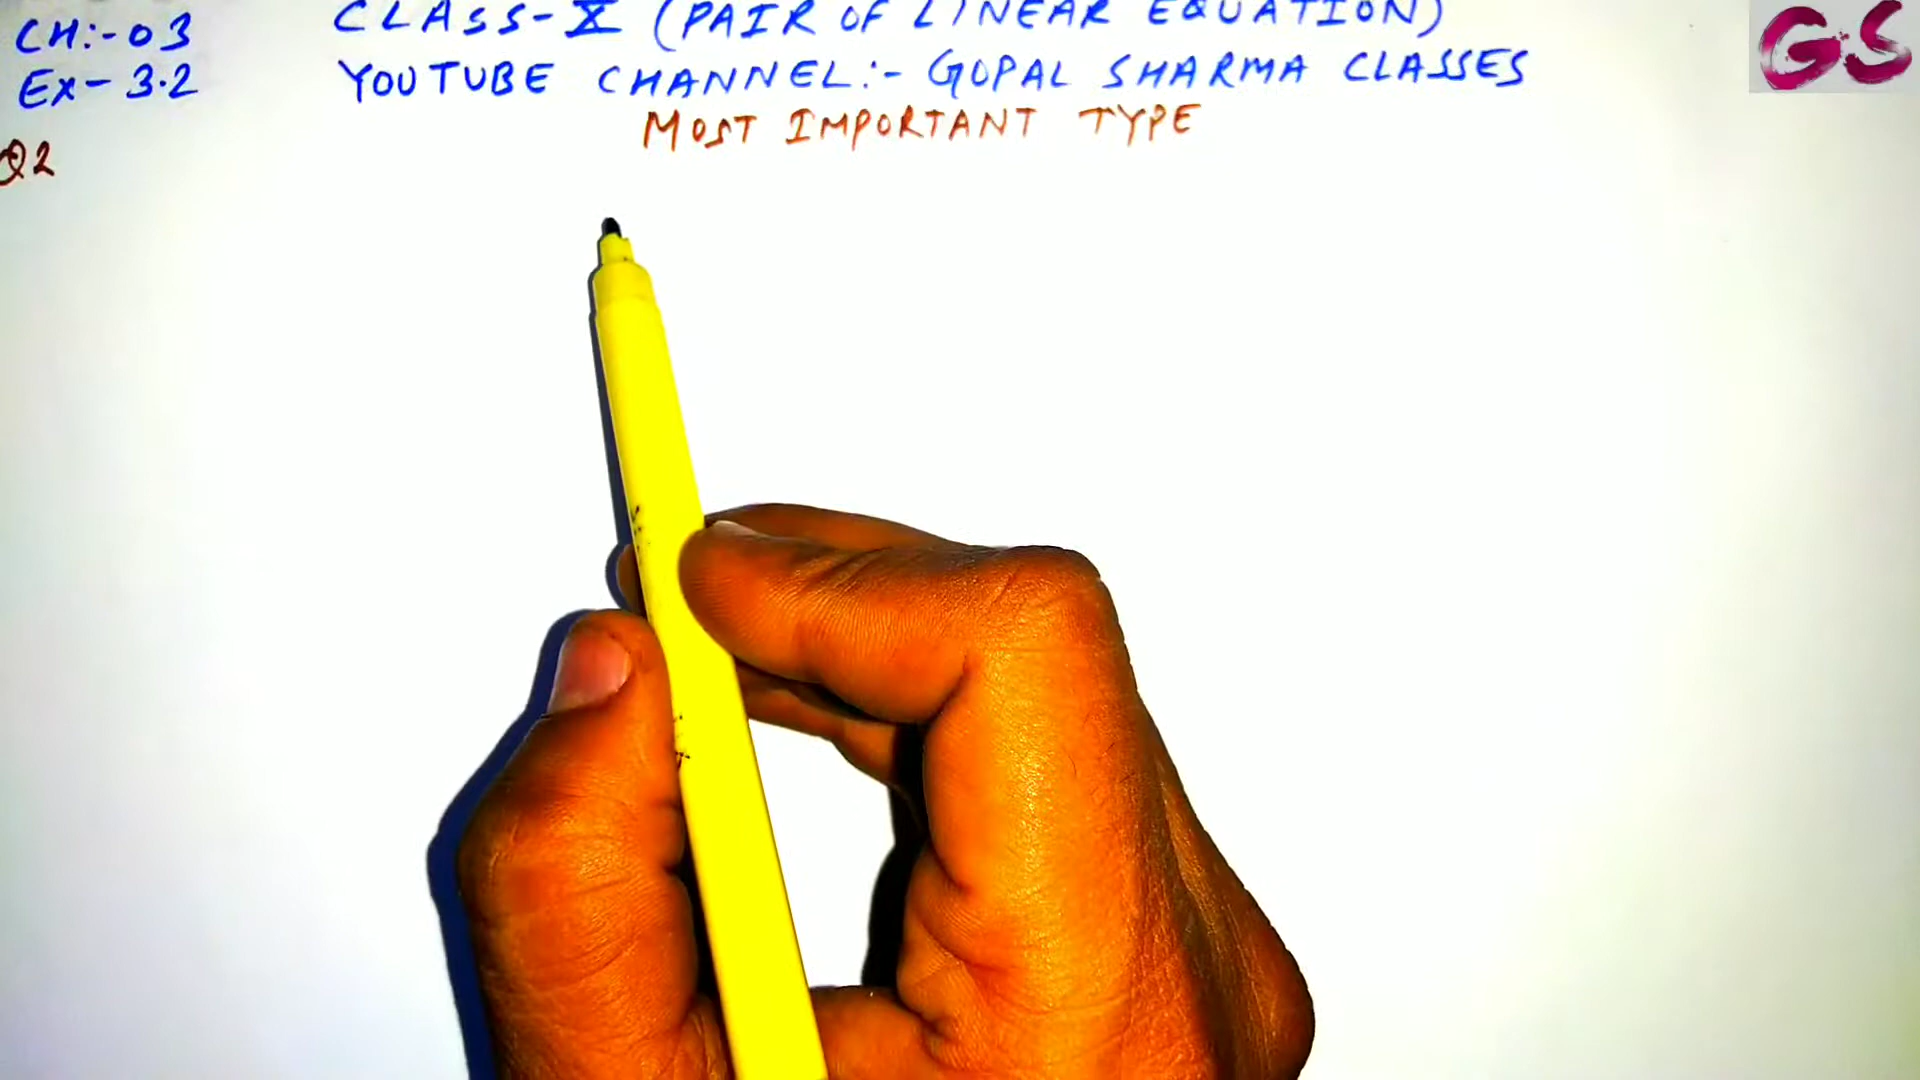 CH:-03
CLASS-X (PAIR OF LINEAR EQUATION)
Ex-3.2
YOUTUBE CHANNEL:- GOPAL SHARMA CLASSES
MOST IMPORTANT TYPE
Q2
G.S